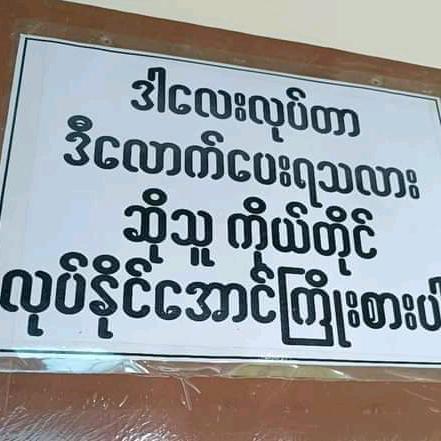 ဒါလေးလုပ်တာ
ဒီလောက်ပေးရသလား
ဆိုသူ ကိုယ်တိုင်
လုပ်နိုင်အောင်ကြိုးစားပါ